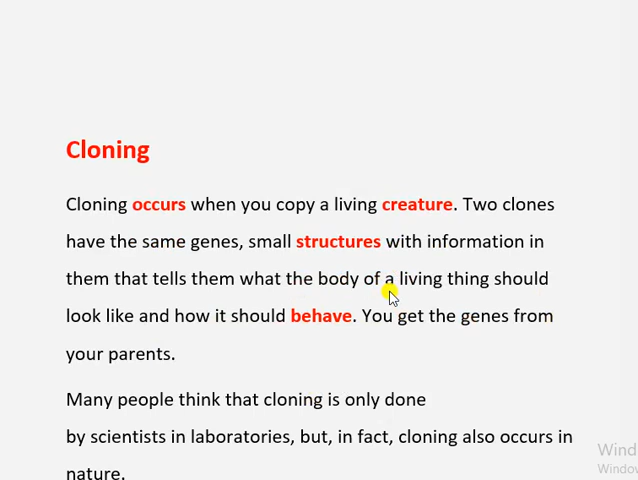 Cloning
Cloning occurs when you copy a living creature. Two clones
have the same genes, small structures with information in
them that tells them what the body of a living thing should
look like and how it should behave. You get the genes from
your parents.
Many people think that cloning is only done
by scientists in laboratories, but, in fact, cloning also occurs in
nature.
Wind
Window